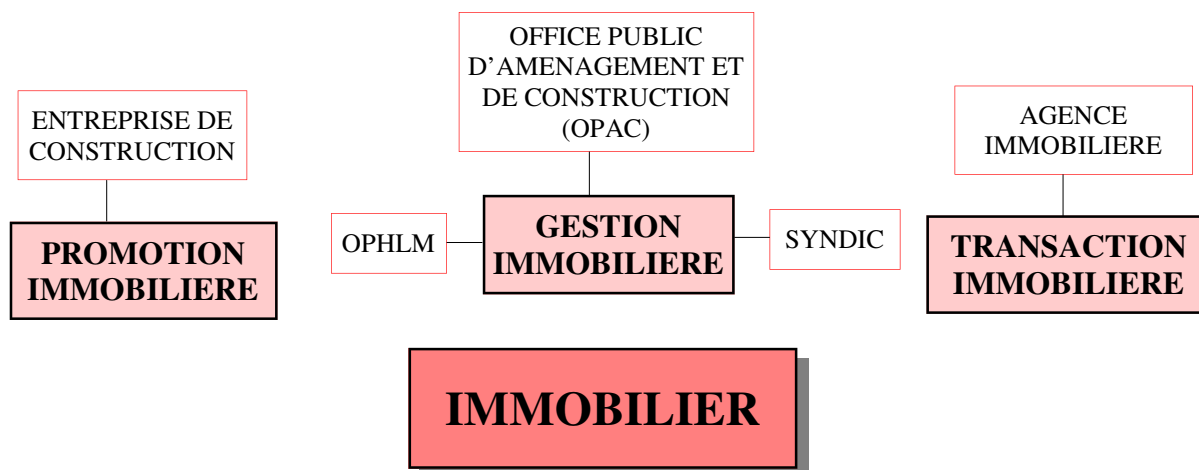 OFFICE PUBLIC
D'AMENAGEMENT ET
DE CONSTRUCTION
(OPAC)
ENTREPRISE DE
CONSTRUCTION
AGENCE
IMMOBILIERE
PROMOTION
IMMOBILIERE
OPHLM
GESTION
IMMOBILIERE
SYNDIC
TRANSACTION
IMMOBILIERE
IMMOBILIER